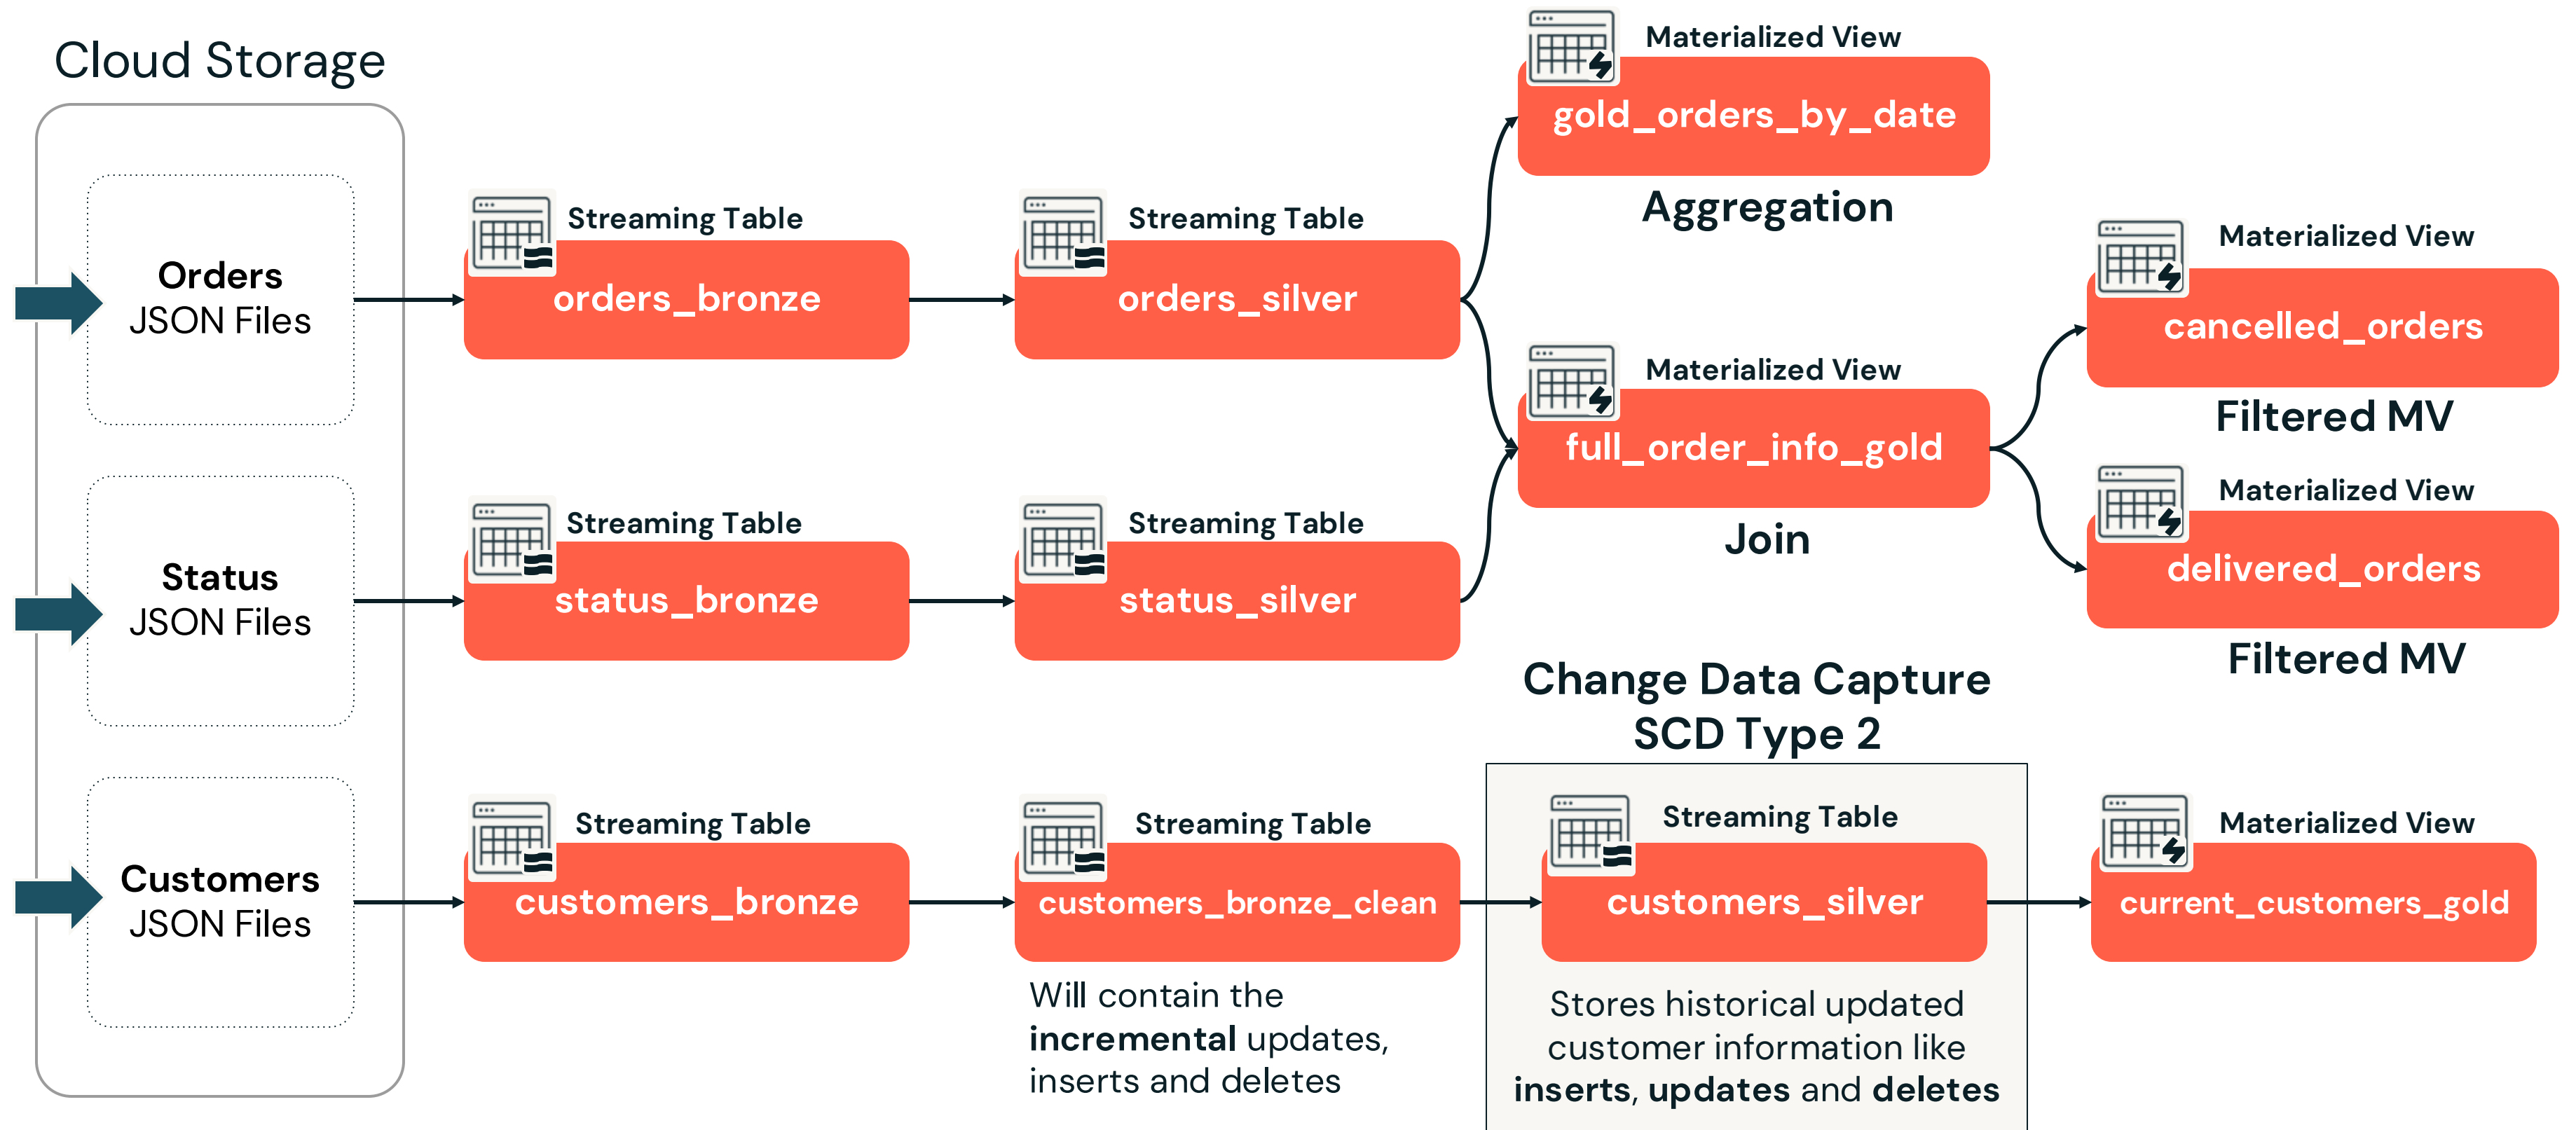 Cloud Storage
Orders
JSON Files
Status
JSON Files
Customers
JSON Files
Streaming Table
orders_bronze
Streaming Table
orders_silver
Materialized View
gold_orders_by_date
Aggregation
Materialized View
full_order_info_gold
Join
Materialized View
cancelled_orders
Filtered MV
Materialized View
delivered_orders
Filtered MV
Streaming Table
status_bronze
Streaming Table
status_silver
Streaming Table
customers_bronze
Streaming Table
customers_bronze_clean
Will contain the
incremental updates,
inserts and deletes
Change Data Capture
SCD Type 2
Streaming Table
customers_silver
Stores historical updated
customer information like
inserts, updates and deletes
Materialized View
current_customers_gold